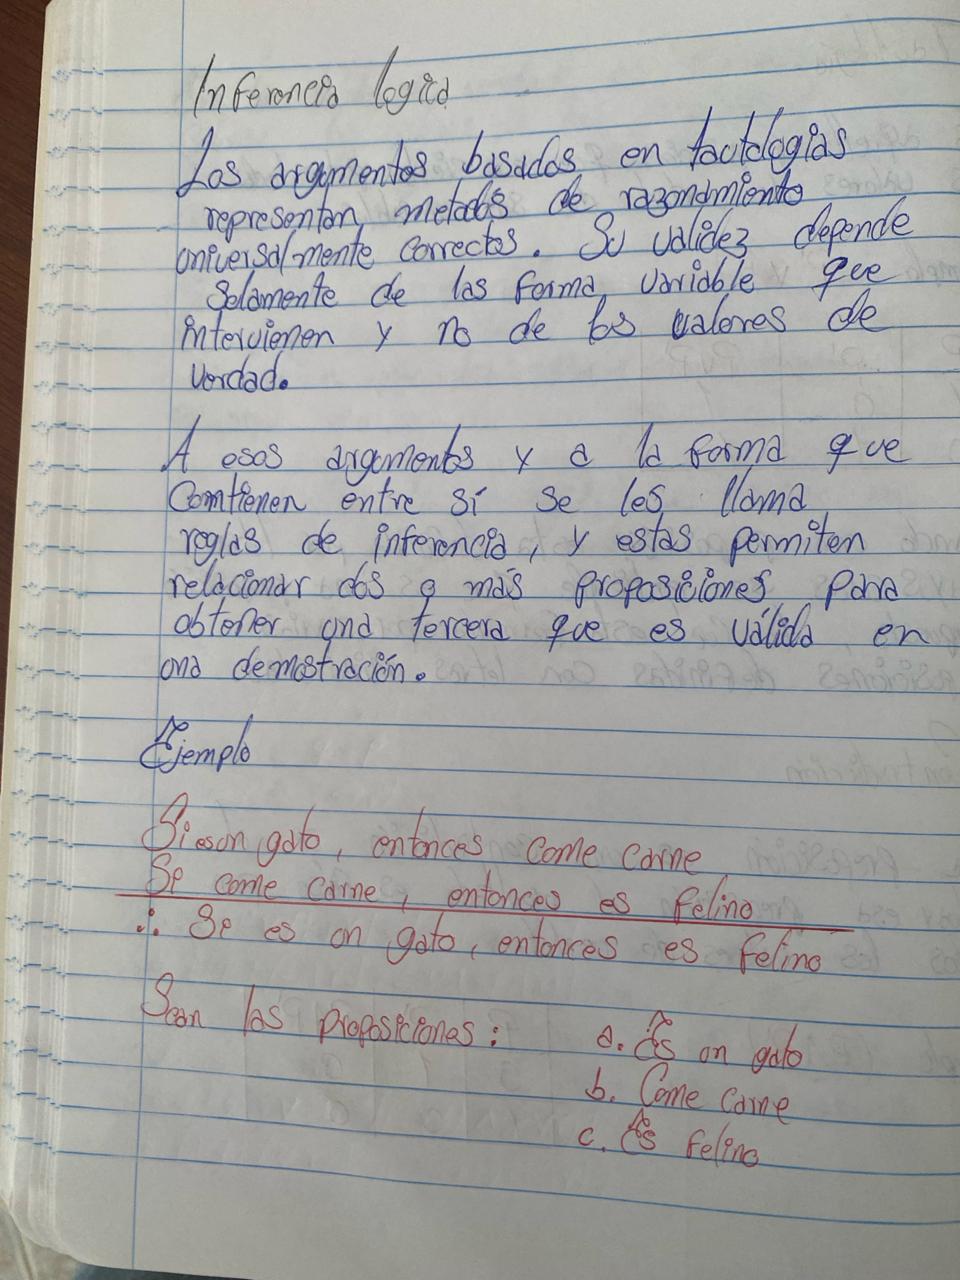 Inferencia logica
Los argumentos basados en tautologias
representan metodos de razonamiento
universalmente correctos. Su validez depende
solamente de las forma variable que
intervienen y no de los valores de
verdad.
A esos argumentos y a la forma que
Comtienen entre sí se les llama
reglas de inferencia, y estas permiten
relacionar dos o más proposiciones para
obtener una tercera que es válida en
una demostración.
Ejemplo
Si es un gato, entonces come carne
Si come carne, entonces es felino
∴ Si es un gato, entonces es felino
Sean las proposiciones: a. Es un gato
b. Come carne
c. Es felino